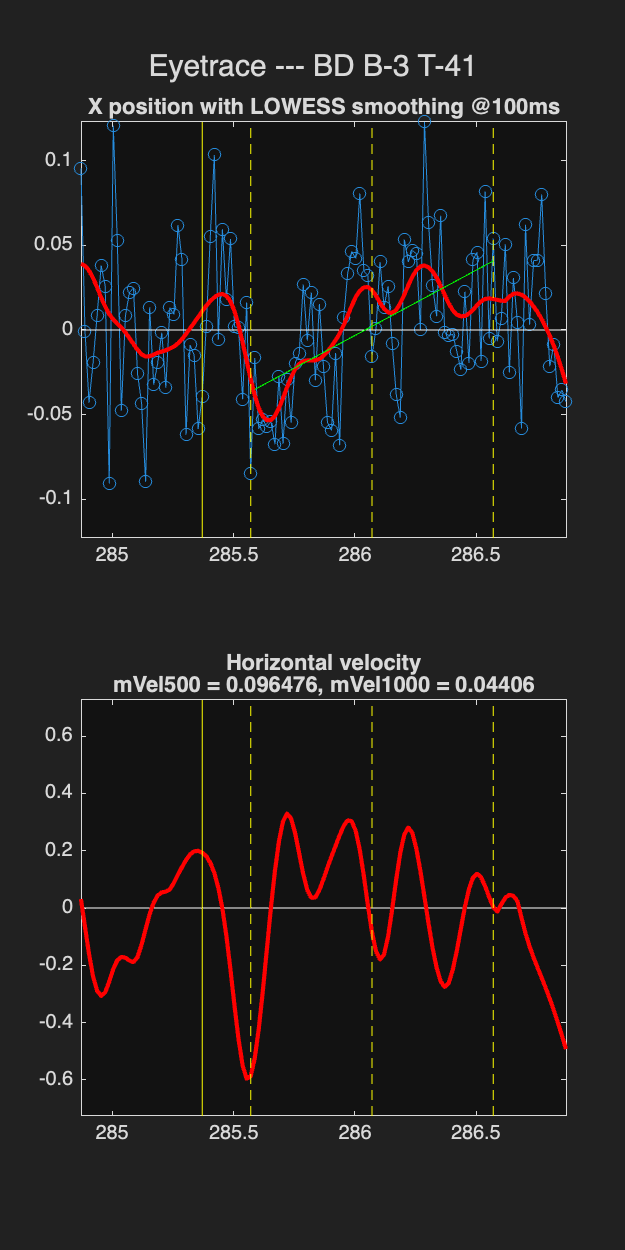 Eyetrace --- BD B-3 T-41
X position with LOWESS smoothing @100ms
0.1
0.05
0
-0.05
-0.1
285 285.5 286 286.5
Horizontal velocity
mVel500 = 0.096476, mVel1000 = 0.04406
0.6
0.4
0.2
0
-0.2
-0.4
-0.6
285 285.5 286 286.5